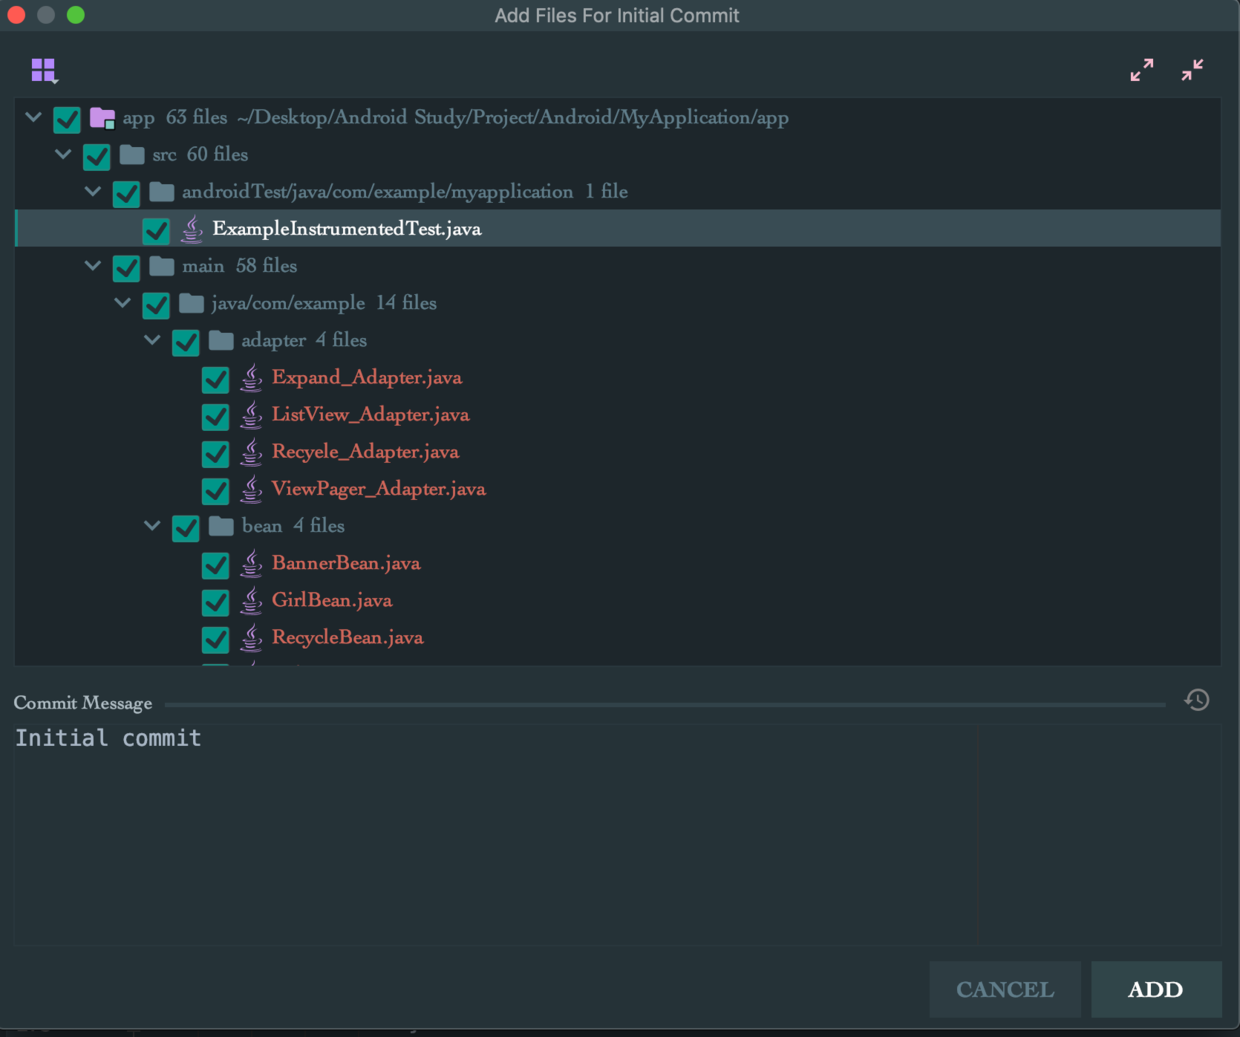 Add Files For Initial Commit
app 63 files ~/Desktop/Android Study/Project/Android/MyApplication/app
src 60 files
androidTest/java/com/example/myapplication 1 file
ExampleInstrumentedTest.java
main 58 files
java/com/example 14 files
adapter 4 files
Expand_Adapter.java
ListView_Adapter.java
Recyele_Adapter.java
ViewPager_Adapter.java
bean 4 files
BannerBean.java
GirlBean.java
RecycleBean.java
Commit Message
Initial commit
CANCEL
ADD